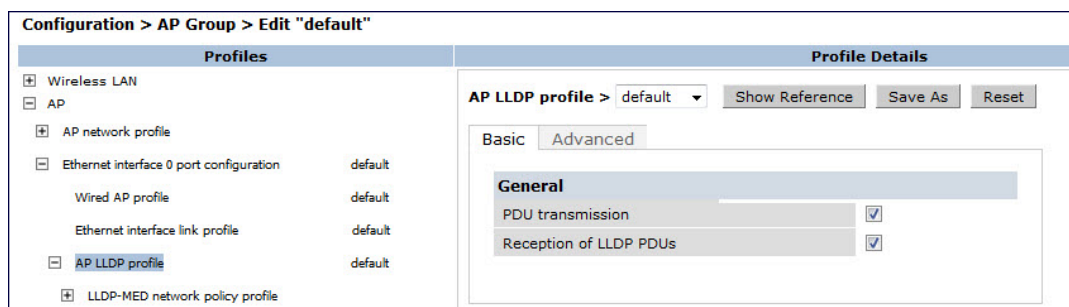 Configuration > AP Group > Edit "default"
Profiles
Profile Details
Wireless LAN
AP
AP network profile
Ethernet interface 0 port configuration default
Wired AP profile default
Ethernet interface link profile default
AP LLDP profile default
LLDP-MED network policy profile
AP LLDP profile > default Show Reference Save As Reset
Basic Advanced
General
PDU transmission
Reception of LLDP PDUs